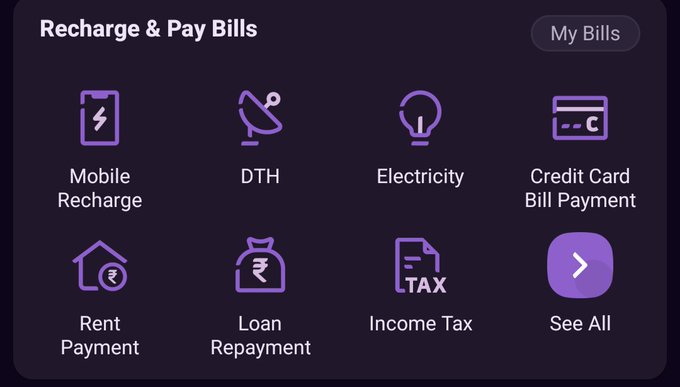 Recharge & Pay Bills
My Bills
C
Mobile
Recharge
DTH
Electricity
Credit Card
Bill Payment
₹
₹
TAX
Rent
Payment
Loan
Repayment
Income Tax
See All